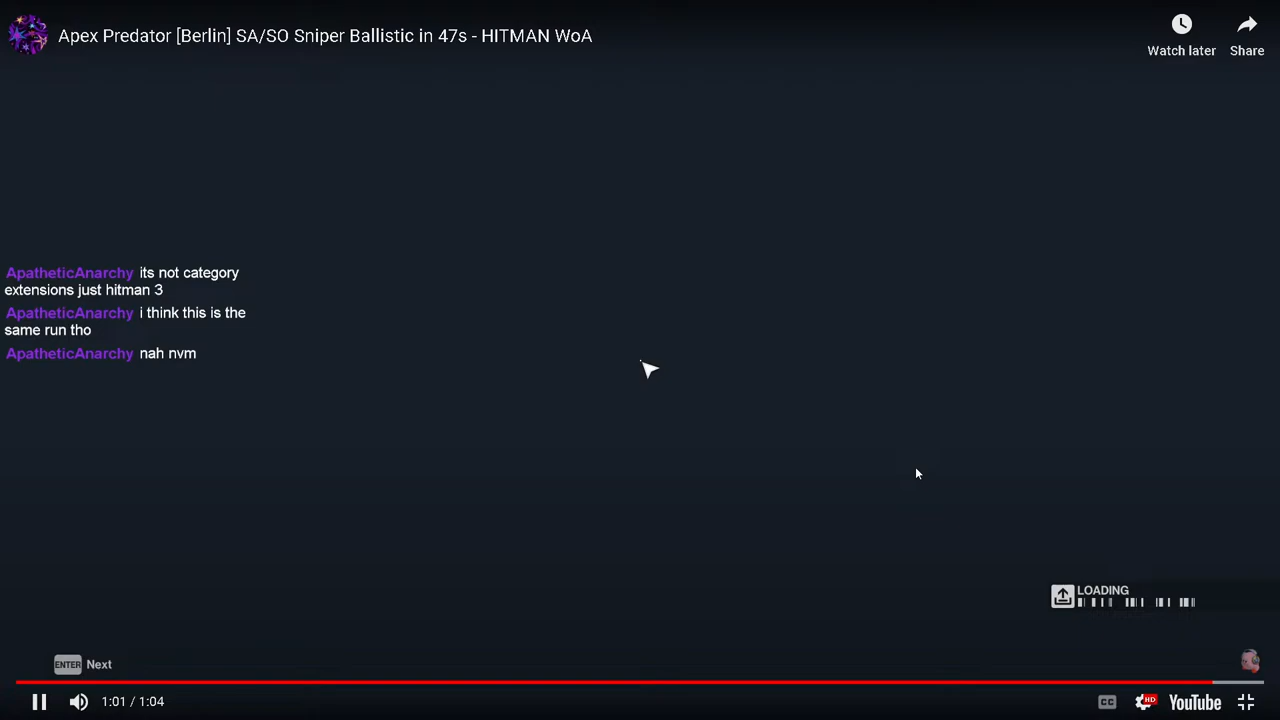 Apex Predator [Berlin] SA/SO Sniper Ballistic in 47s - HITMAN WoA
Watch later
Share
ApatheticAnarchy its not category
extensions just hitman 3
ApatheticAnarchy i think this is the
same run tho
ApatheticAnarchy nah nvm
LOADING
ENTER Next
1:01 / 1:04
CC
HD
YouTube